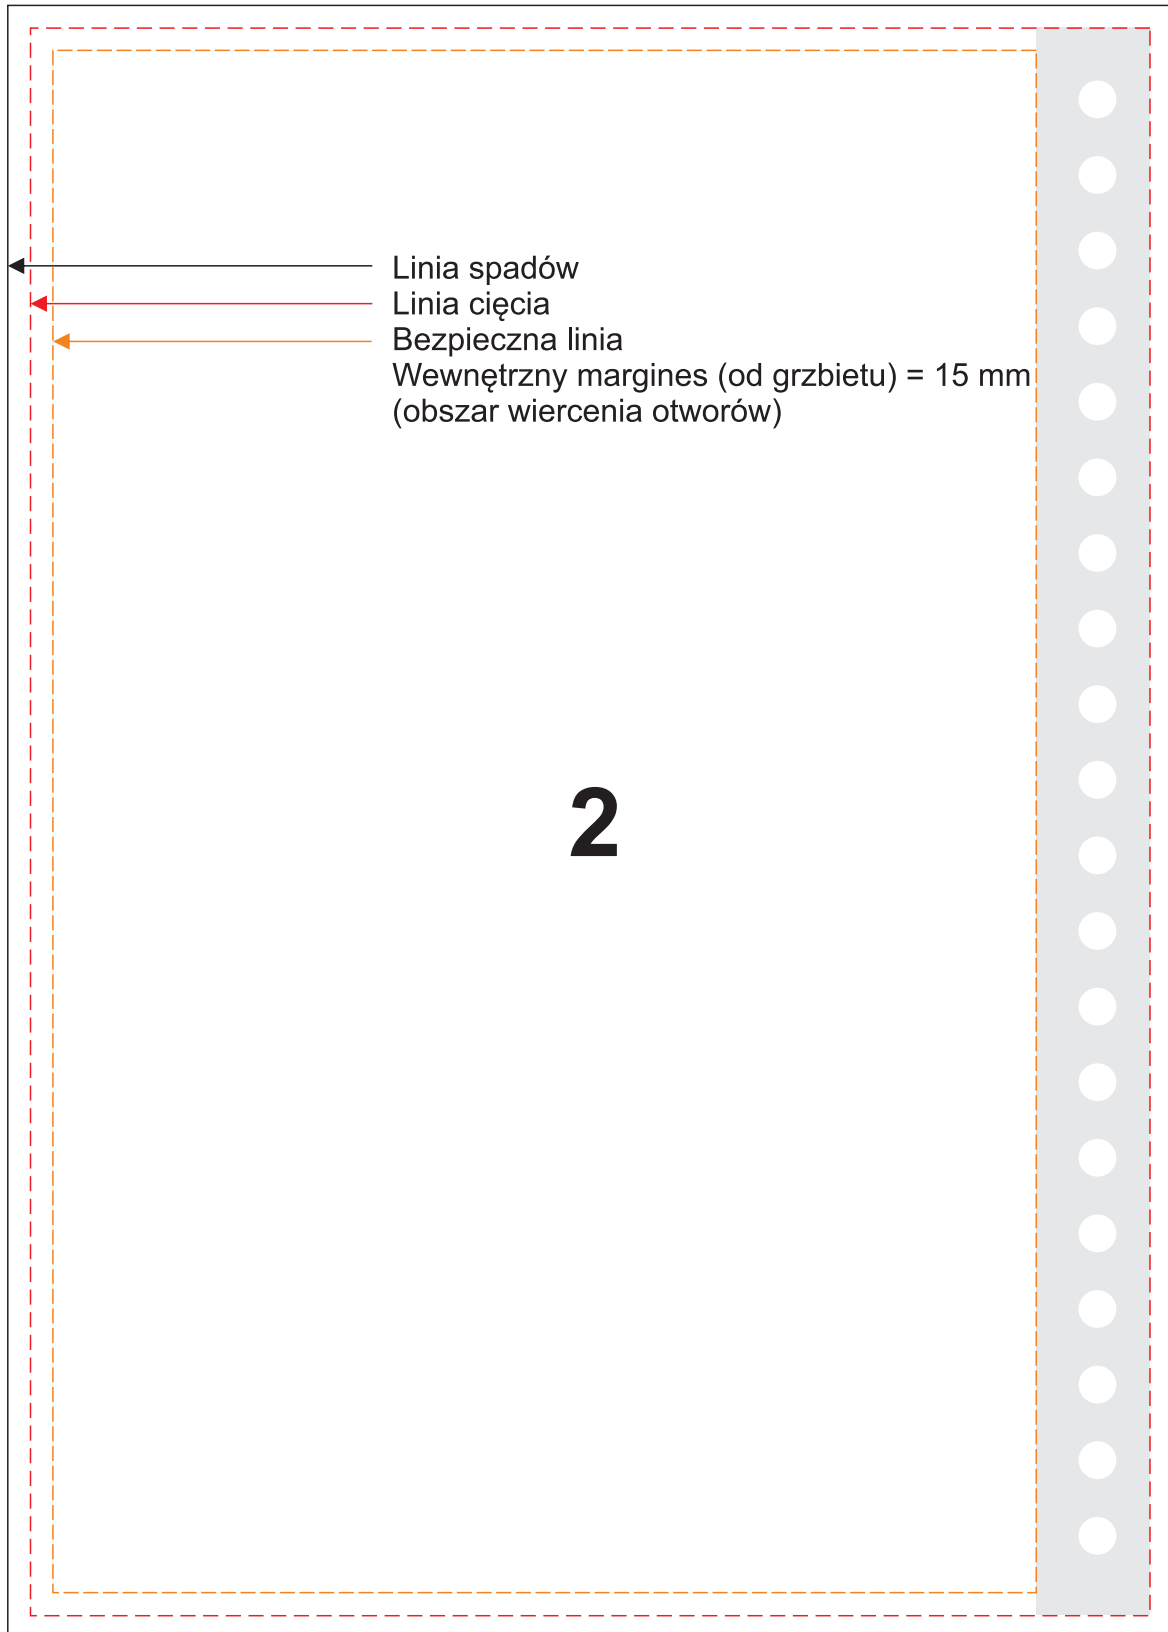 Linia spadów
Linia cięcia
Bezpieczna linia
Wewnętrzny margines (od grzbietu) = 15 mm
(obszar wiercenia otworów)
2